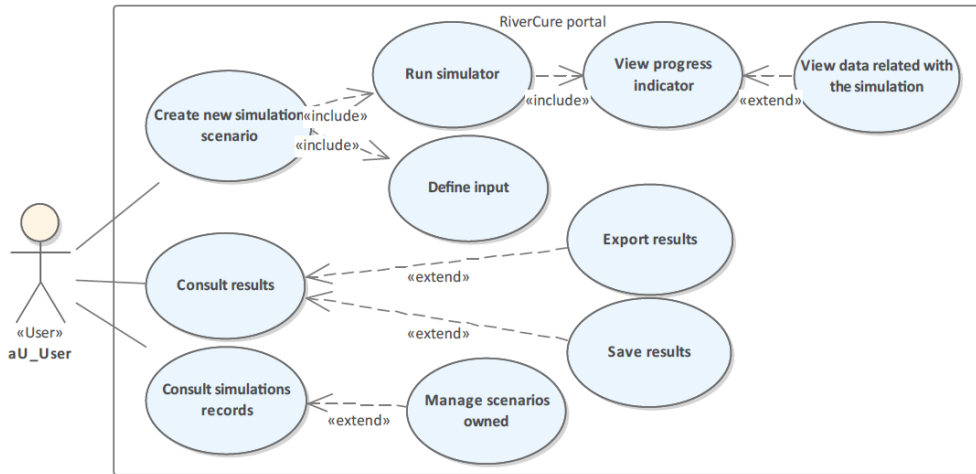 RiverCure portal
Run simulator
View progress
indicator
View data related with
the simulation
«include»
«extend»
Create new simulation
scenario
«include»
«include»
Define input
Export results
Consult results
«extend»
«extend»
Save results
«User»
aU_User
Consult simulations
records
«extend»
Manage scenarios
owned